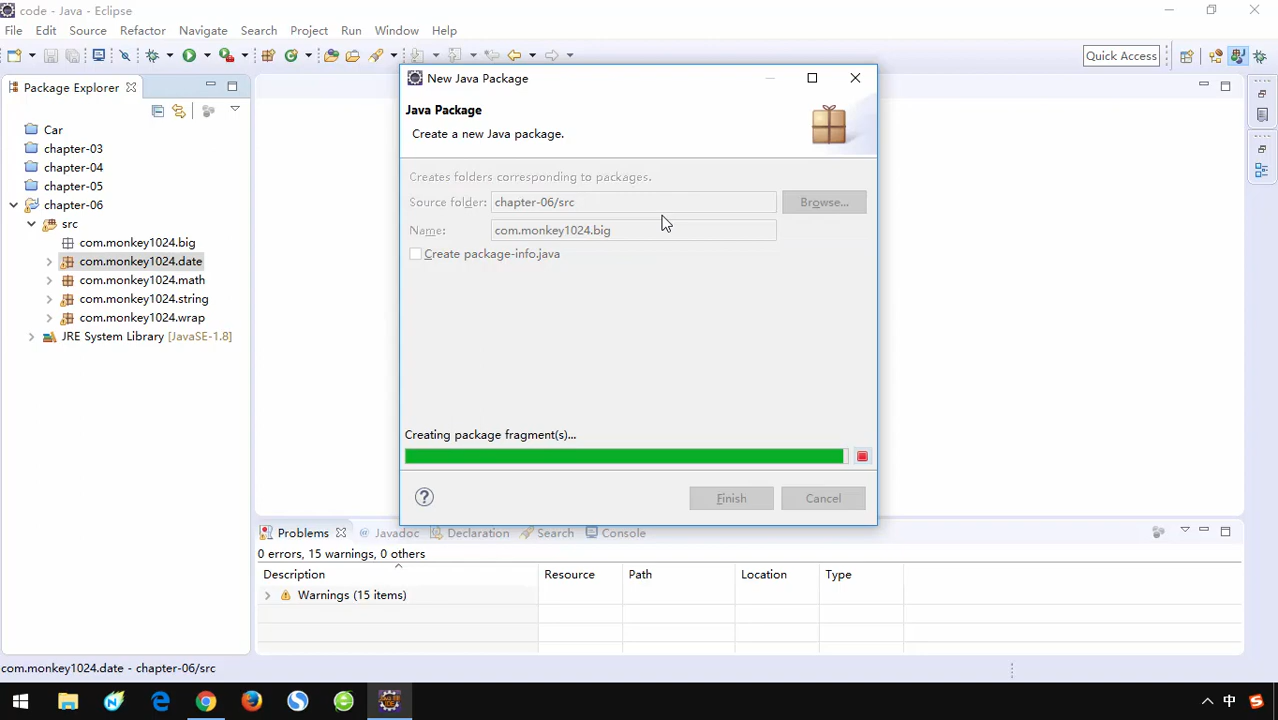 code - Java - Eclipse
File Edit Source Refactor Navigate Search Project Run Window Help
Quick Access
Package Explorer
Car
chapter-03
chapter-04
chapter-05
chapter-06
src
com.monkey1024.big
com.monkey1024.date
com.monkey1024.math
com.monkey1024.string
com.monkey1024.wrap
JRE System Library [JavaSE-1.8]
New Java Package
Java Package
Create a new Java package.
Creates folders corresponding to packages.
Source folder: chapter-06/src Browse...
Name: com.monkey1024.big
Create package-info.java
Creating package fragment(s)...
? Finish Cancel
Problems @ Javadoc Declaration Search Console
0 errors, 15 warnings, 0 others
Description Resource Path Location Type
Warnings (15 items)
com.monkey1024.date - chapter-06/src
中